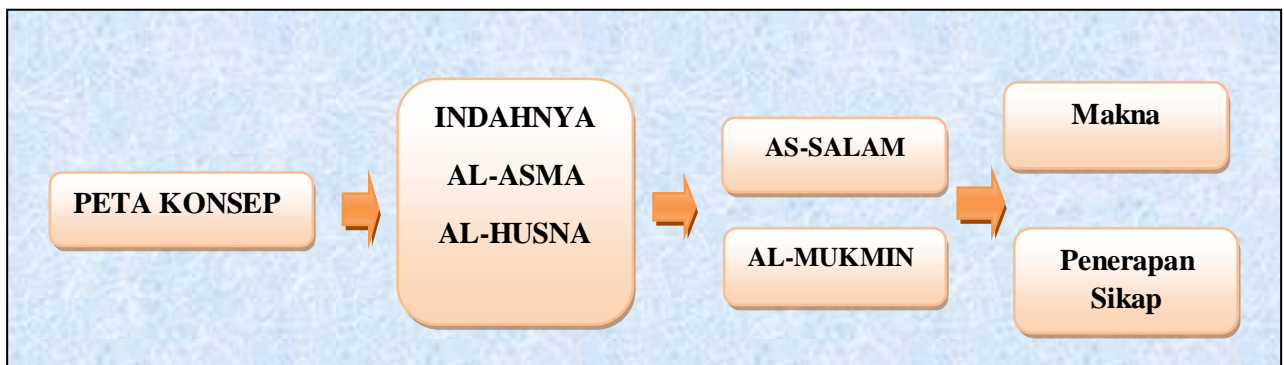 PETA KONSEP
INDAHNYA
AL-ASMA
AL-HUSNA
AS-SALAM
AL-MUKMIN
Makna
Penerapan
Sikap